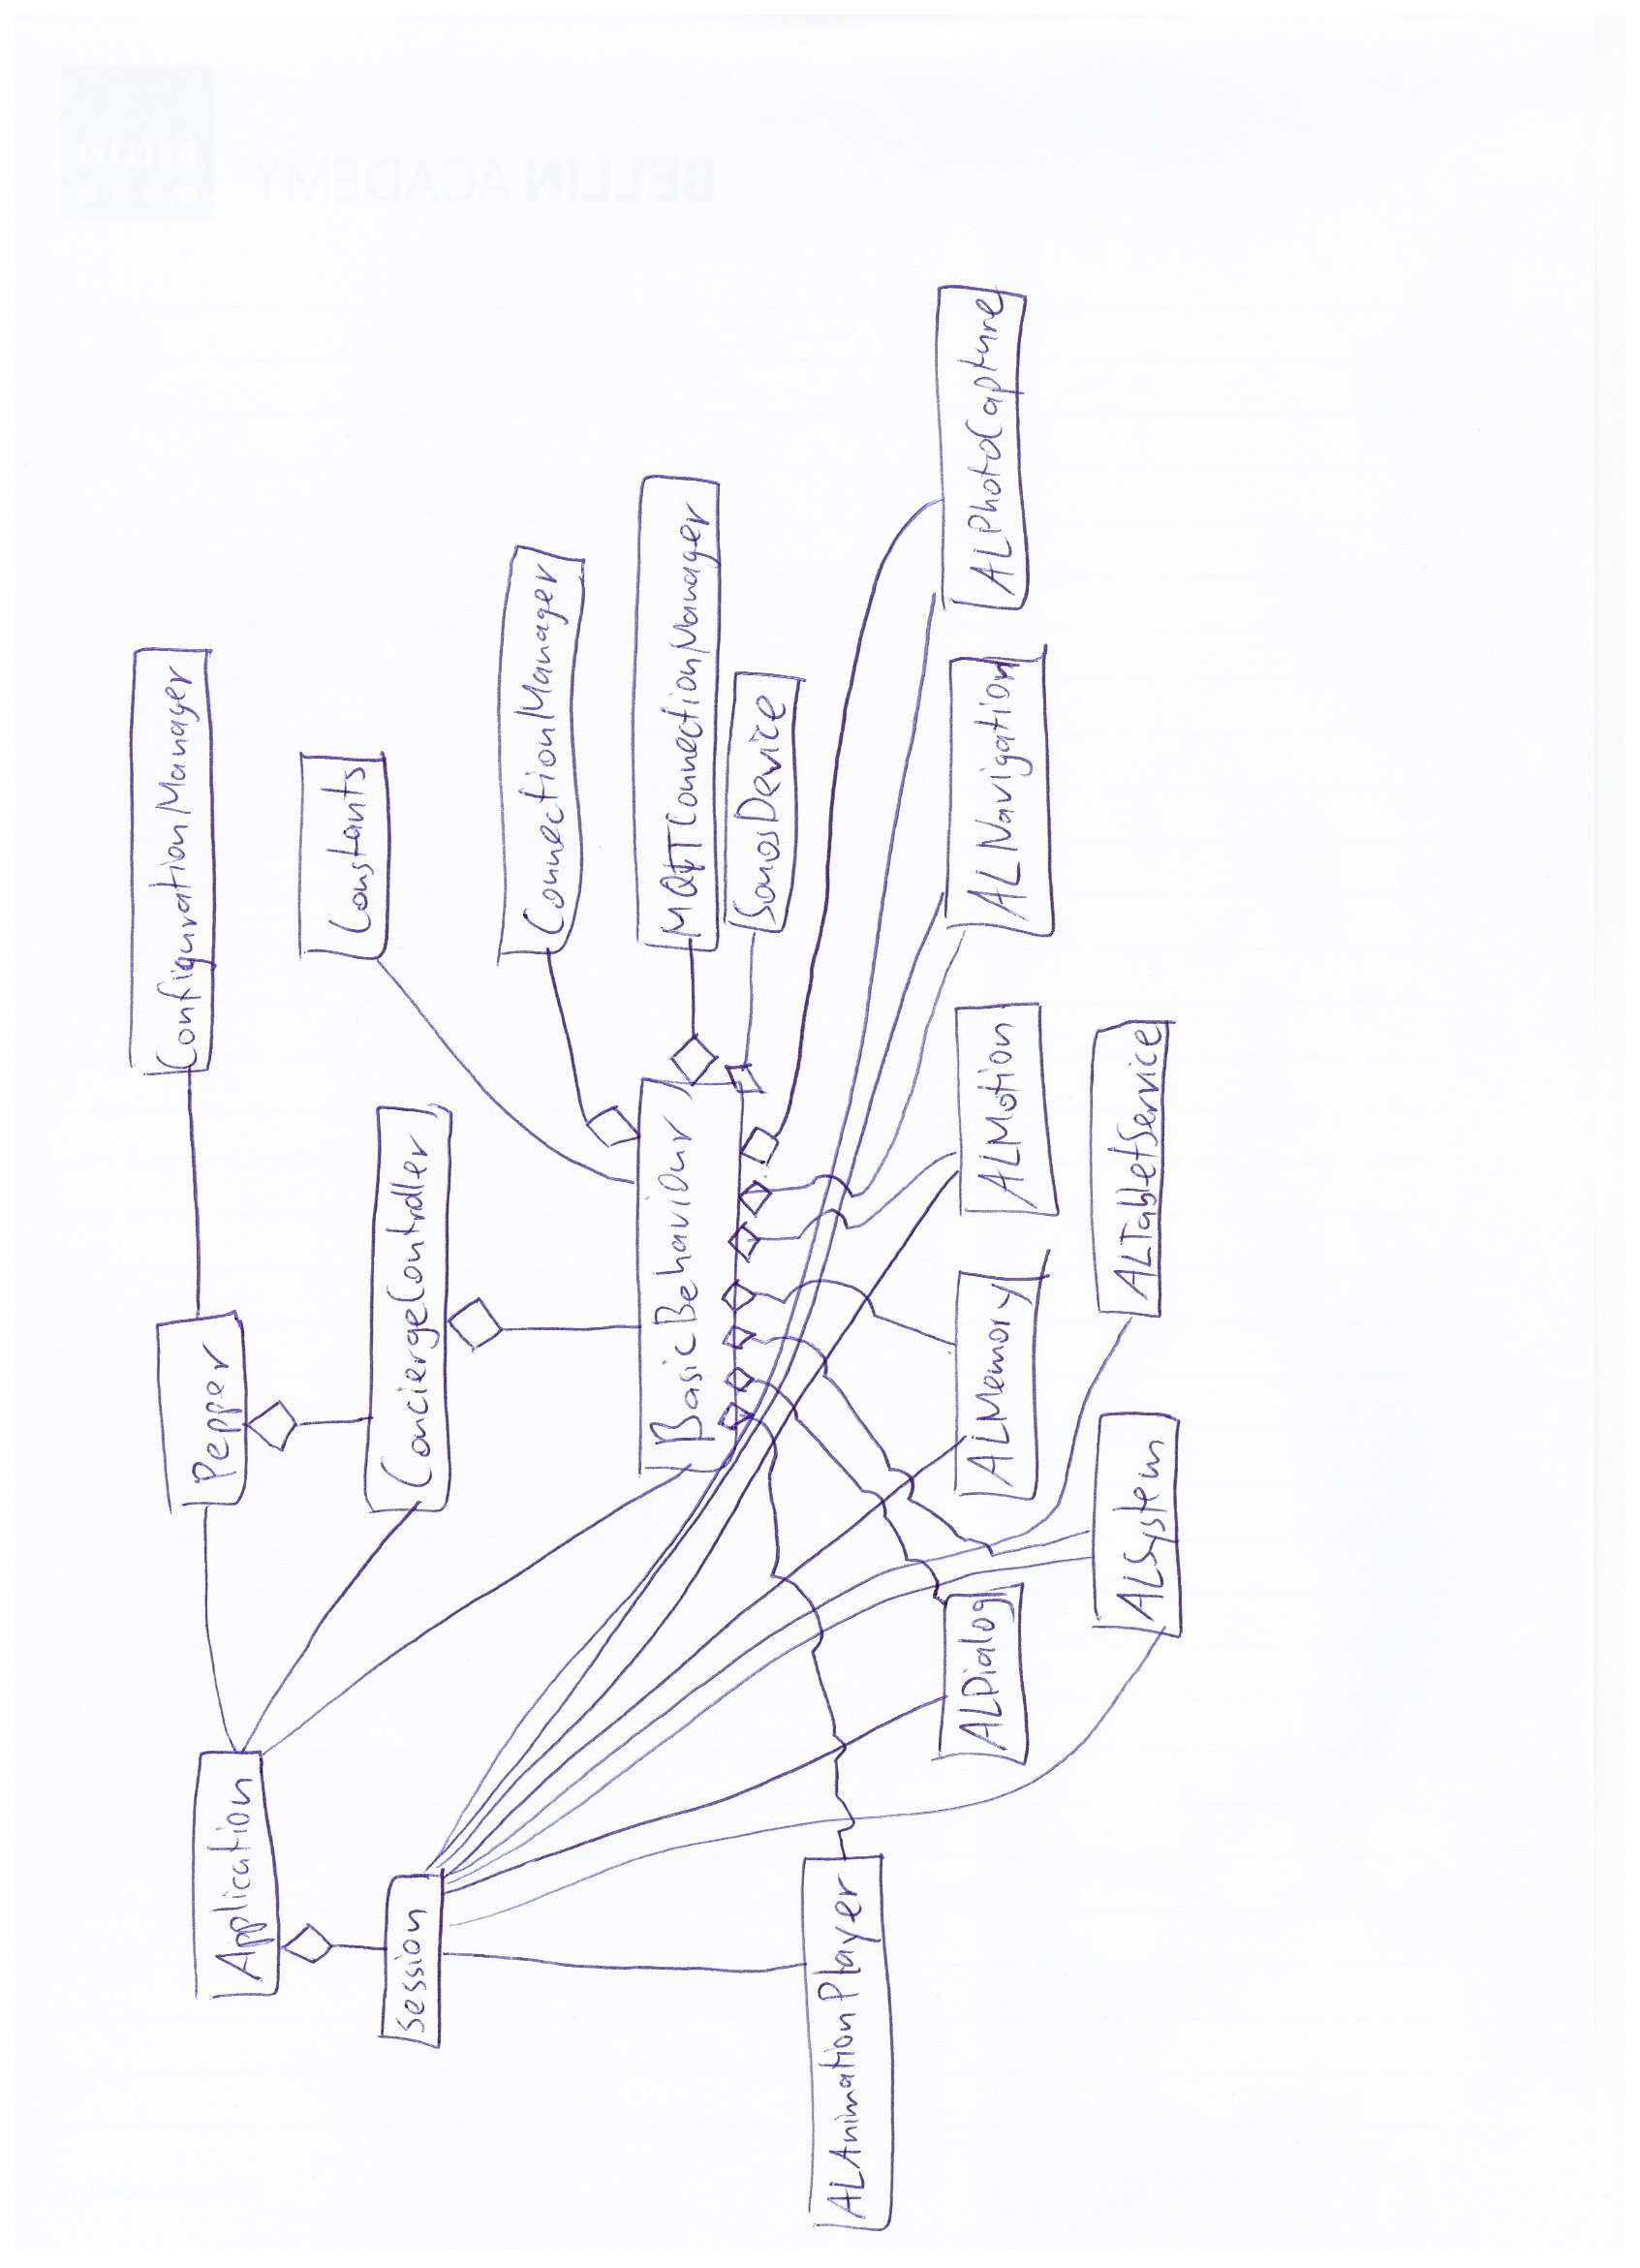 ConfigurationManager
Pepper
Application
Constants
ConciergeController
Session
ConnectionManager
MQTTConnectionManager
SonosDevice
BasicBehaviour
ALPhotoCapture
ALNavigation
ALMotion
ALMemory
ALDialog
ALAnimationPlayer
ALTabletService
ALSystem
BELLIN ACADEMY
BELLIN